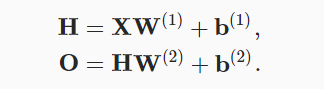 H = XW⁽¹⁾ + b⁽¹⁾,
O = HW⁽²⁾ + b⁽²⁾.